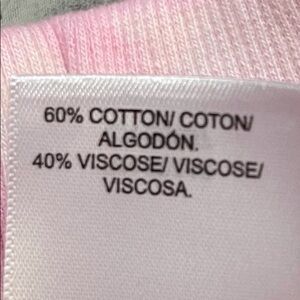 60% COTTON/ COTON/
ALGODÓN.
40% VISCOSE/ VISCOSE/
VISCOSA.